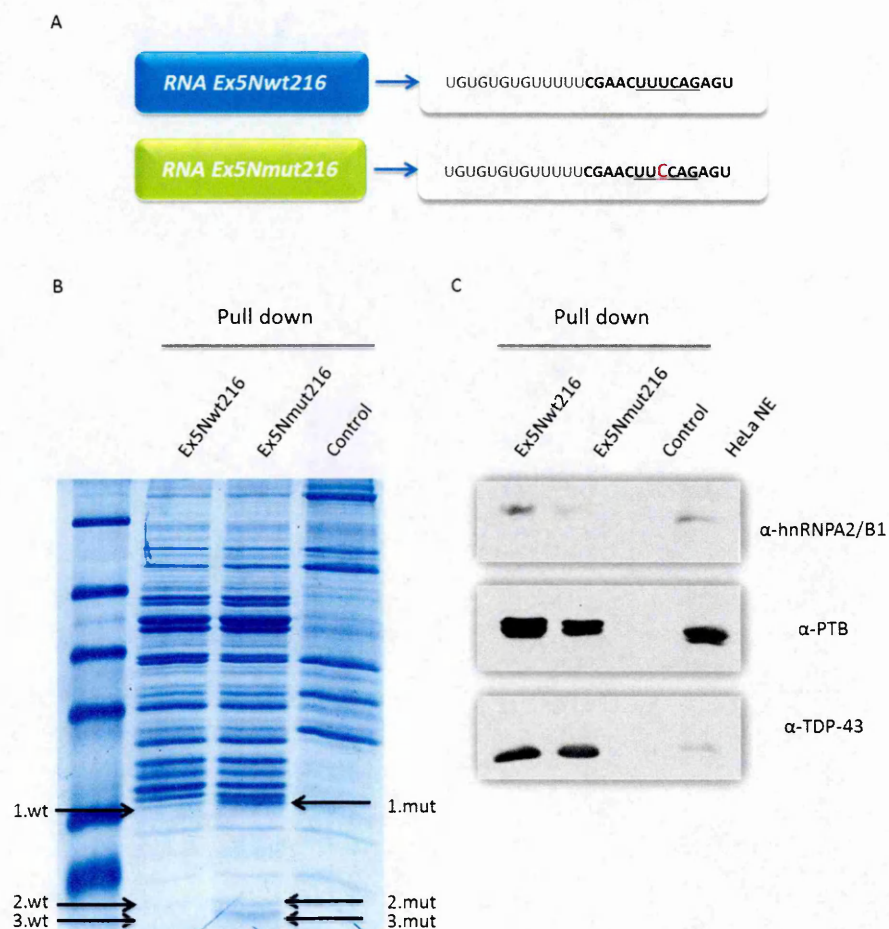 A
RNA Ex5Nwt216
UGUGUGUGUUUUUCGAACUUUCAGAGU
RNA Ex5Nmut216
UGUGUGUGUUUUUCGAACUUCCAGAGU
B
Pull down
Ex5Nwt216
Ex5Nmut216
Control
1.wt
1.mut
2.wt
2.mut
3.wt
3.mut
C
Pull down
Ex5Nwt216
Ex5Nmut216
Control
HeLa NE
α-hnRNPA2/B1
α-PTB
α-TDP-43